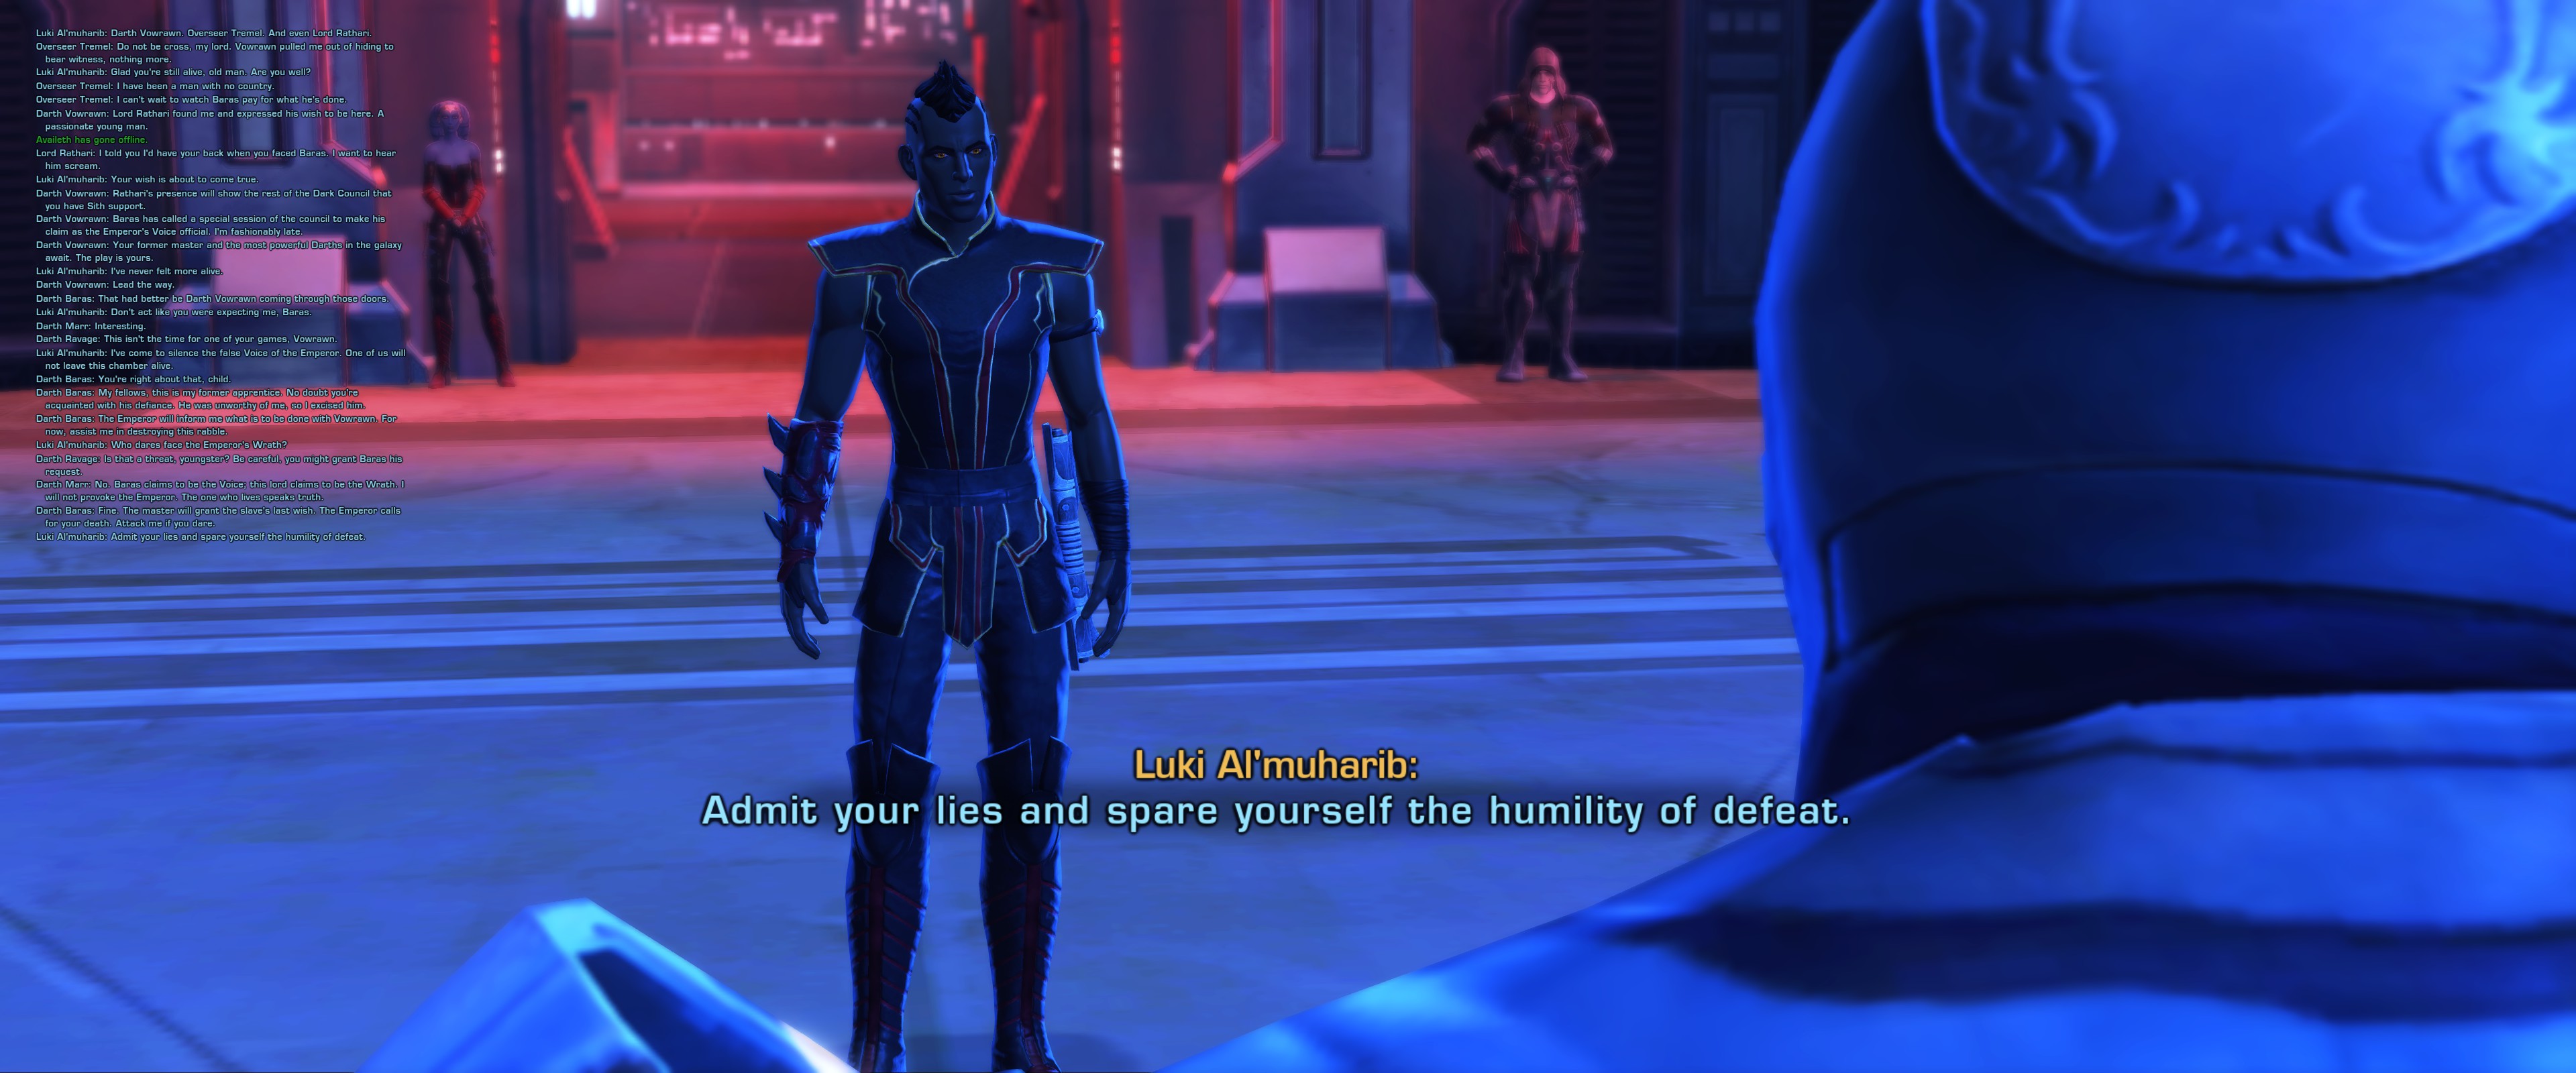 Luki Al'muharib: Darth Vowrawn. Overseer Tremel. And even Lord Rathari.
Overseer Tremel: Do not be cross, my lord. Vowrawn pulled me out of hiding to
bear witness, nothing more.
Luki Al'muharib: Glad you're still alive, old man. Are you well?
Overseer Tremel: I have been a man with no country.
Overseer Tremel: I can't wait to watch Baras pay for what he's done.
Darth Vowrawn: Lord Rathari found me and expressed his wish to be here. A
passionate young man.
Availeth has gone offline.
Lord Rathari: I told you I'd have your back when you faced Baras. I want to hear
him scream.
Luki Al'muharib: Your wish is about to come true.
Darth Vowrawn: Rathari's presence will show the rest of the Dark Council that
you have Sith support.
Darth Vowrawn: Baras has called a special session of the council to make his
claim as the Emperor's Voice official. I'm fashionably late.
Darth Vowrawn: Your former master and the most powerful Darths in the galaxy
await. The play is yours.
Luki Al'muharib: I've never felt more alive.
Darth Vowrawn: Lead the way.
Darth Baras: That had better be Darth Vowrawn coming through those doors.
Luki Al'muharib: Don't act like you were expecting me, Baras.
Darth Marr: Interesting.
Darth Ravage: This isn't the time for one of your games, Vowrawn.
Luki Al'muharib: I've come to silence the false Voice of the Emperor. One of us will
not leave this chamber alive.
Darth Baras: You're right about that, child.
Darth Baras: My fellows, this is my former apprentice. No doubt you're
acquainted with his defiance. He was unworthy of me, so I excised him.
Darth Baras: The Emperor will inform me what is to be done with Vowrawn. For
now, assist me in destroying this rabble.
Luki Al'muharib: Who dares face the Emperor's Wrath?
Darth Ravage: Is that a threat, youngster? Be careful, you might grant Baras his
request.
Darth Marr: No. Baras claims to be the Voice; this lord claims to be the Wrath. I
will not provoke the Emperor. The one who lives speaks truth.
Darth Baras: Fine. The master will grant the slave's last wish. The Emperor calls
for your death. Attack me if you dare.
Luki Al'muharib: Admit your lies and spare yourself the humility of defeat.
Luki Al'muharib:
Admit your lies and spare yourself the humility of defeat.